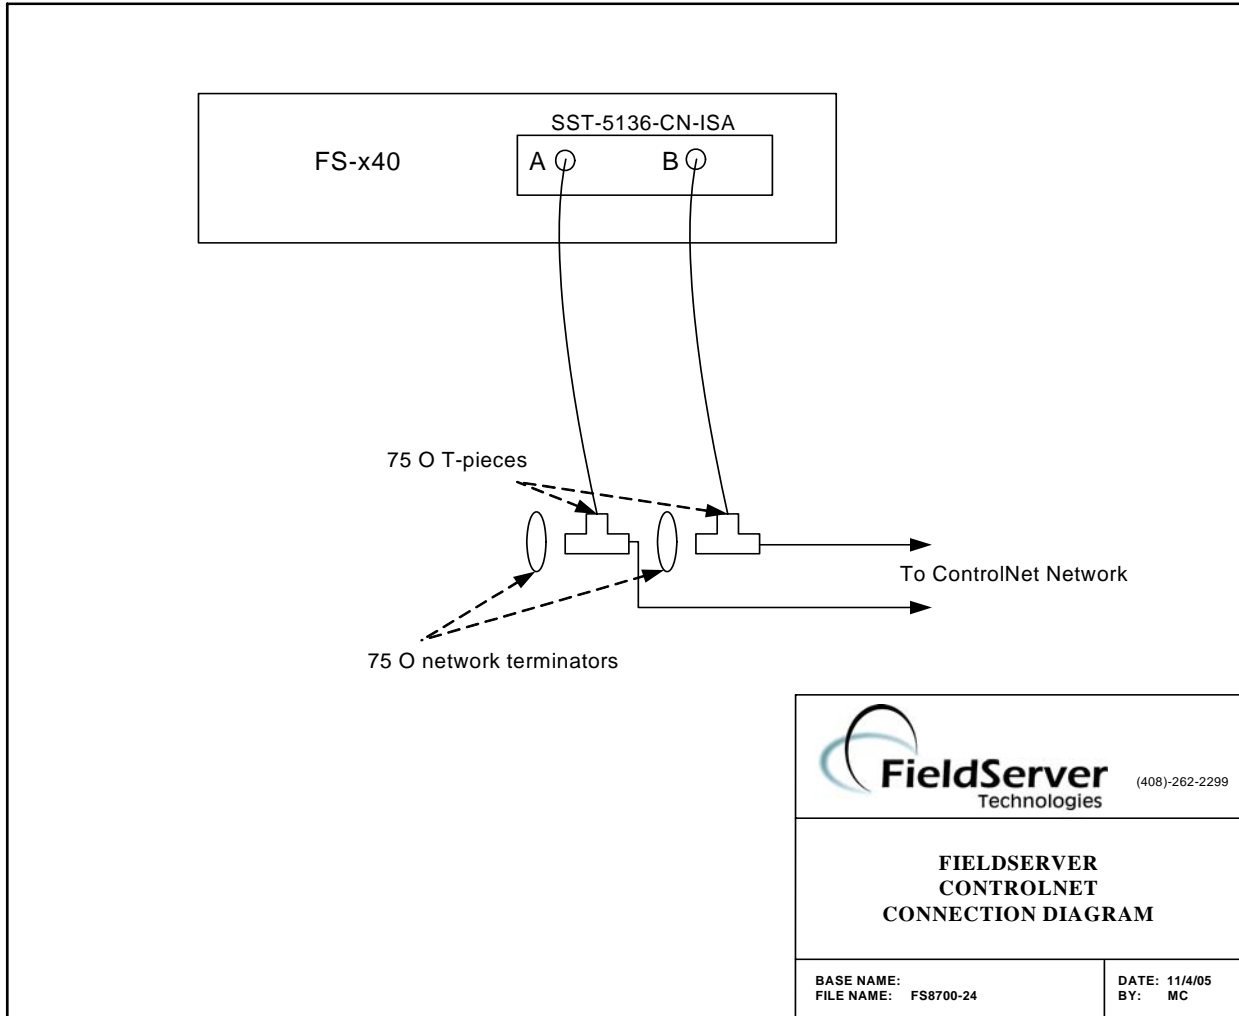 SST-5136-CN-ISA
FS-x40
A
B
75 O T-pieces
To ControlNet Network
75 O network terminators
FieldServer
Technologies
(408)-262-2299
FIELDSERVER
CONTROLNET
CONNECTION DIAGRAM
BASE NAME:
FILE NAME: FS8700-24
DATE: 11/4/05
BY: MC